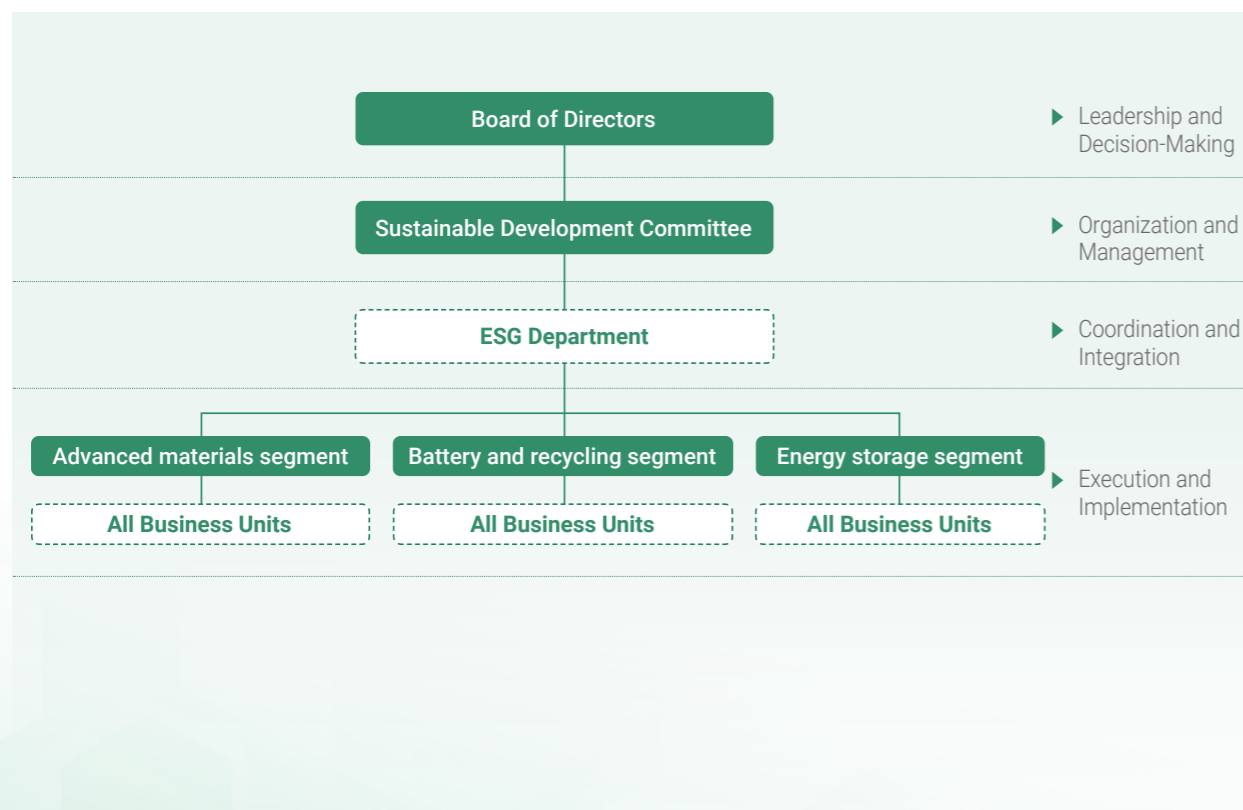 Board of Directors
Leadership and
Decision-Making
Sustainable Development Committee
Organization and
Management
ESG Department
Coordination and
Integration
Advanced materials segment
Battery and recycling segment
Energy storage segment
All Business Units
All Business Units
All Business Units
Execution and
Implementation